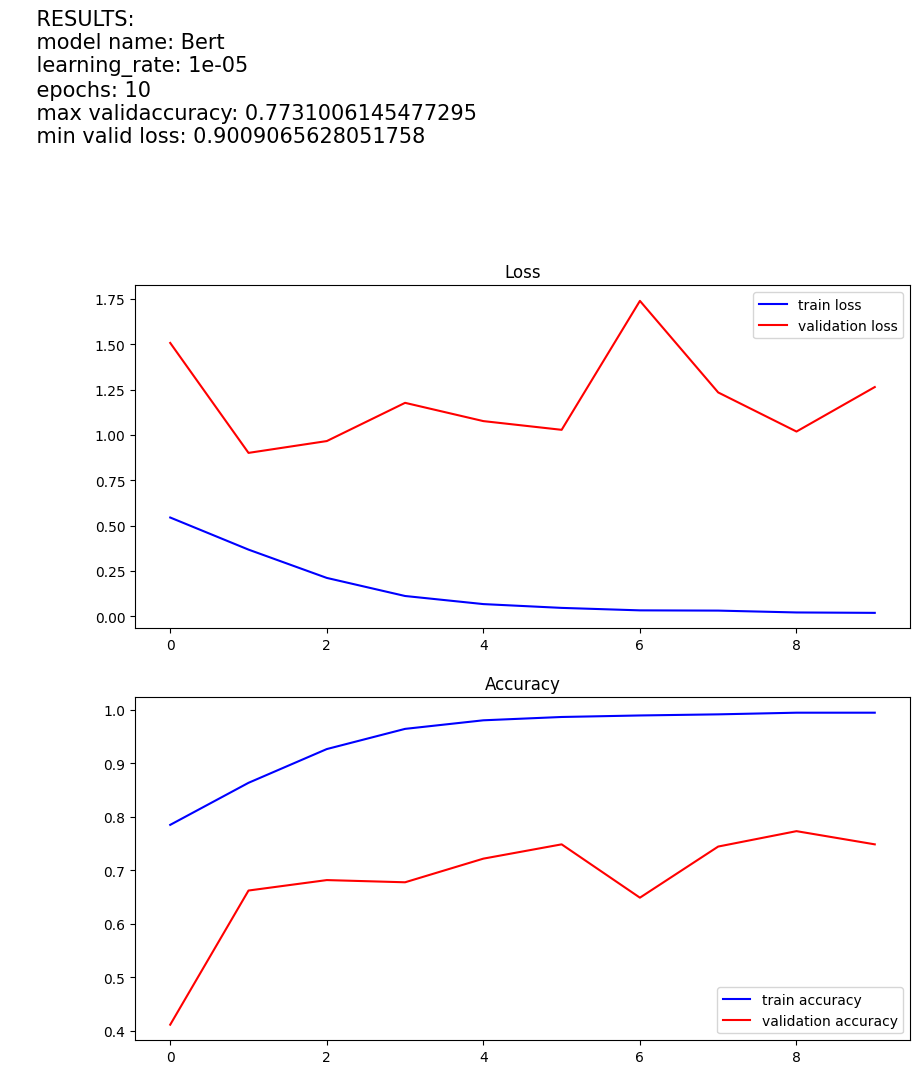 RESULTS:
model name: Bert
learning_rate: 1e-05
epochs: 10
max validaccuracy: 0.7731006145477295
min valid loss: 0.9009065628051758
Loss
train loss
validation loss
1.75
1.50
1.25
1.00
0.75
0.50
0.25
0.00
0 2 4 6 8
Accuracy
1.0
0.9
0.8
0.7
0.6
0.5
0.4
train accuracy
validation accuracy
0 2 4 6 8